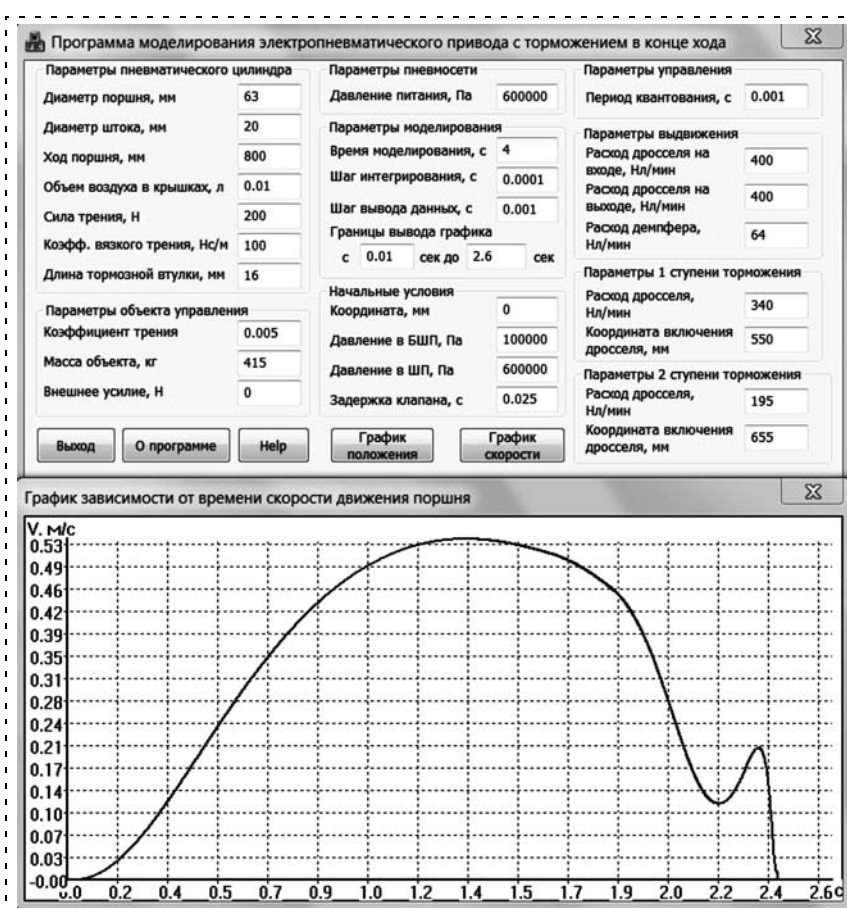 Программа моделирования электропневматического привода с торможением в конце хода
Параметры пневматического цилиндра
Диаметр поршня, мм 63
Диаметр штока, мм 20
Ход поршня, мм 800
Объем воздуха в крышках, л 0.01
Сила трения, Н 200
Коэфф. вязкого трения, Нс/м 100
Длина тормозной втулки, мм 16
Параметры объекта управления
Коэффициент трения 0.005
Масса объекта, кг 415
Внешнее усилие, Н 0
Выход О программе Help
Параметры пневмосети
Давление питания, Па 600000
Параметры моделирования
Время моделирования, с 4
Шаг интегрирования, с 0.0001
Шаг вывода данных, с 0.001
Границы вывода графика
с 0.01 сек до 2.6 сек
Начальные условия
Координата, мм 0
Давление в БШП, Па 100000
Давление в ШП, Па 600000
Задержка клапана, с 0.025
График
положения
График
скорости
Параметры управления
Период квантования, с 0.001
Параметры выдвижения
Расход дросселя на
входе, Нл/мин 400
Расход дросселя на
выходе, Нл/мин 400
Расход демпфера,
Нл/мин 64
Параметры 1 ступени торможения
Расход дросселя,
Нл/мин 340
Координата включения
дросселя, мм 550
Параметры 2 ступени торможения
Расход дросселя,
Нл/мин 195
Координата включения
дросселя, мм 655
График зависимости от времени скорости движения поршня
V. м/с
0.53
0.49
0.46
0.42
0.39
0.35
0.31
0.28
0.24
0.21
0.17
0.14
0.10
0.07
0.03
-0.00
0.0 0.2 0.4 0.5 0.7 0.9 1.0 1.2 1.4 1.5 1.7 1.9 2.0 2.2 2.4 2.6 с